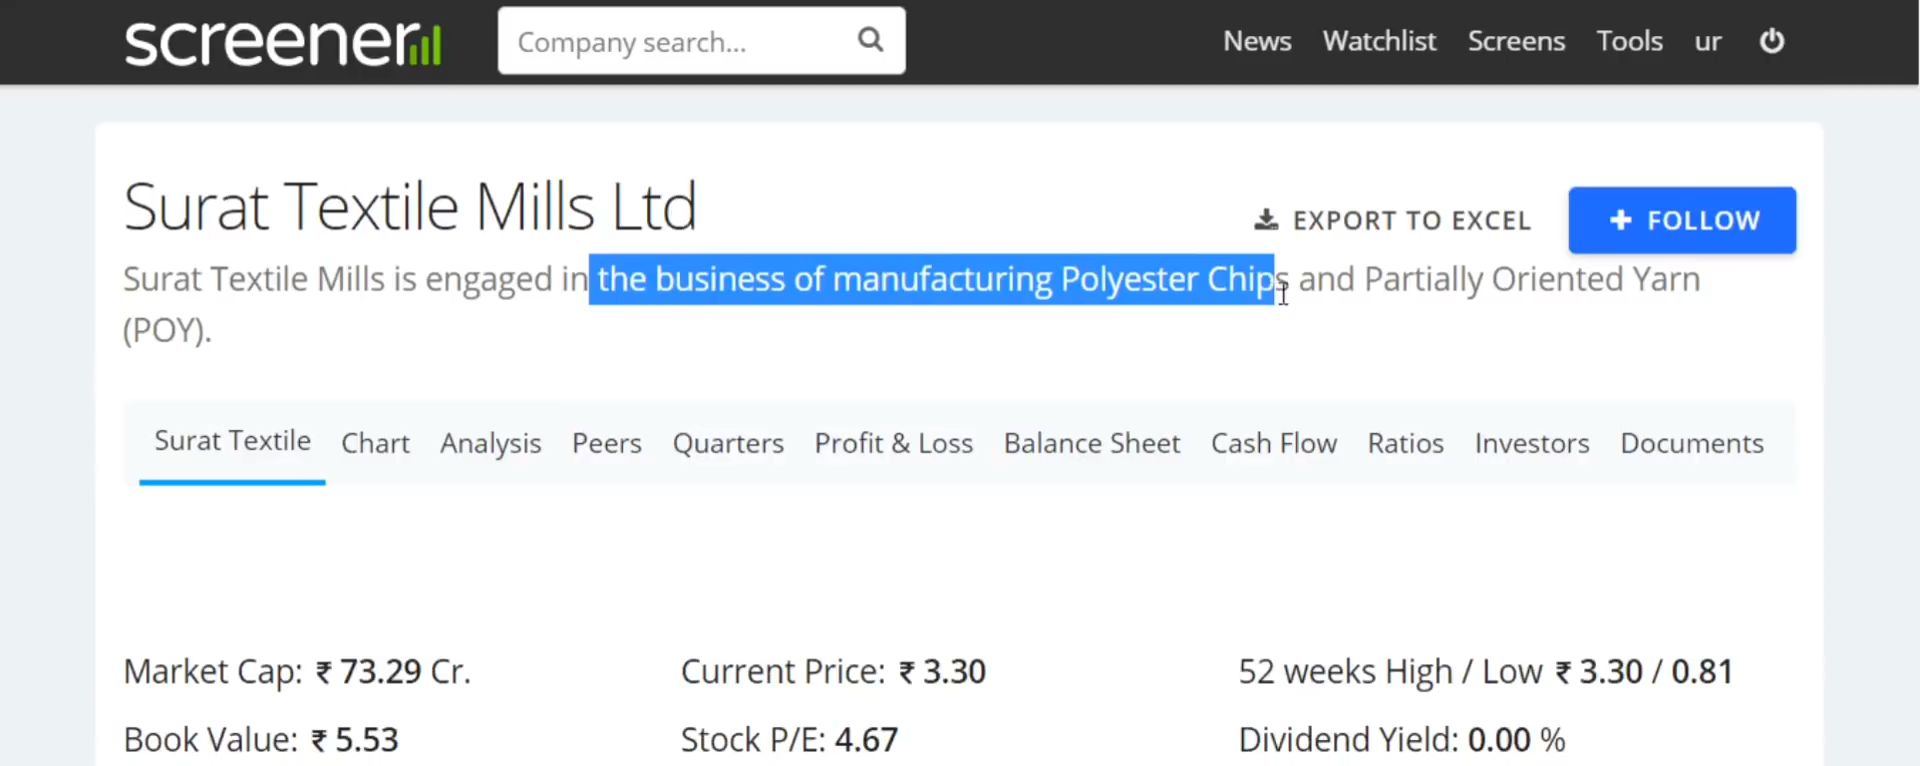 screener
Company search...
News Watchlist Screens Tools ur
Surat Textile Mills Ltd
EXPORT TO EXCEL
+ FOLLOW
Surat Textile Mills is engaged in the business of manufacturing Polyester Chips and Partially Oriented Yarn
(POY).
Surat Textile Chart Analysis Peers Quarters Profit & Loss Balance Sheet Cash Flow Ratios Investors Documents
Market Cap: ₹ 73.29 Cr. Current Price: ₹ 3.30 52 weeks High / Low ₹ 3.30 / 0.81
Book Value: ₹ 5.53 Stock P/E: 4.67 Dividend Yield: 0.00 %